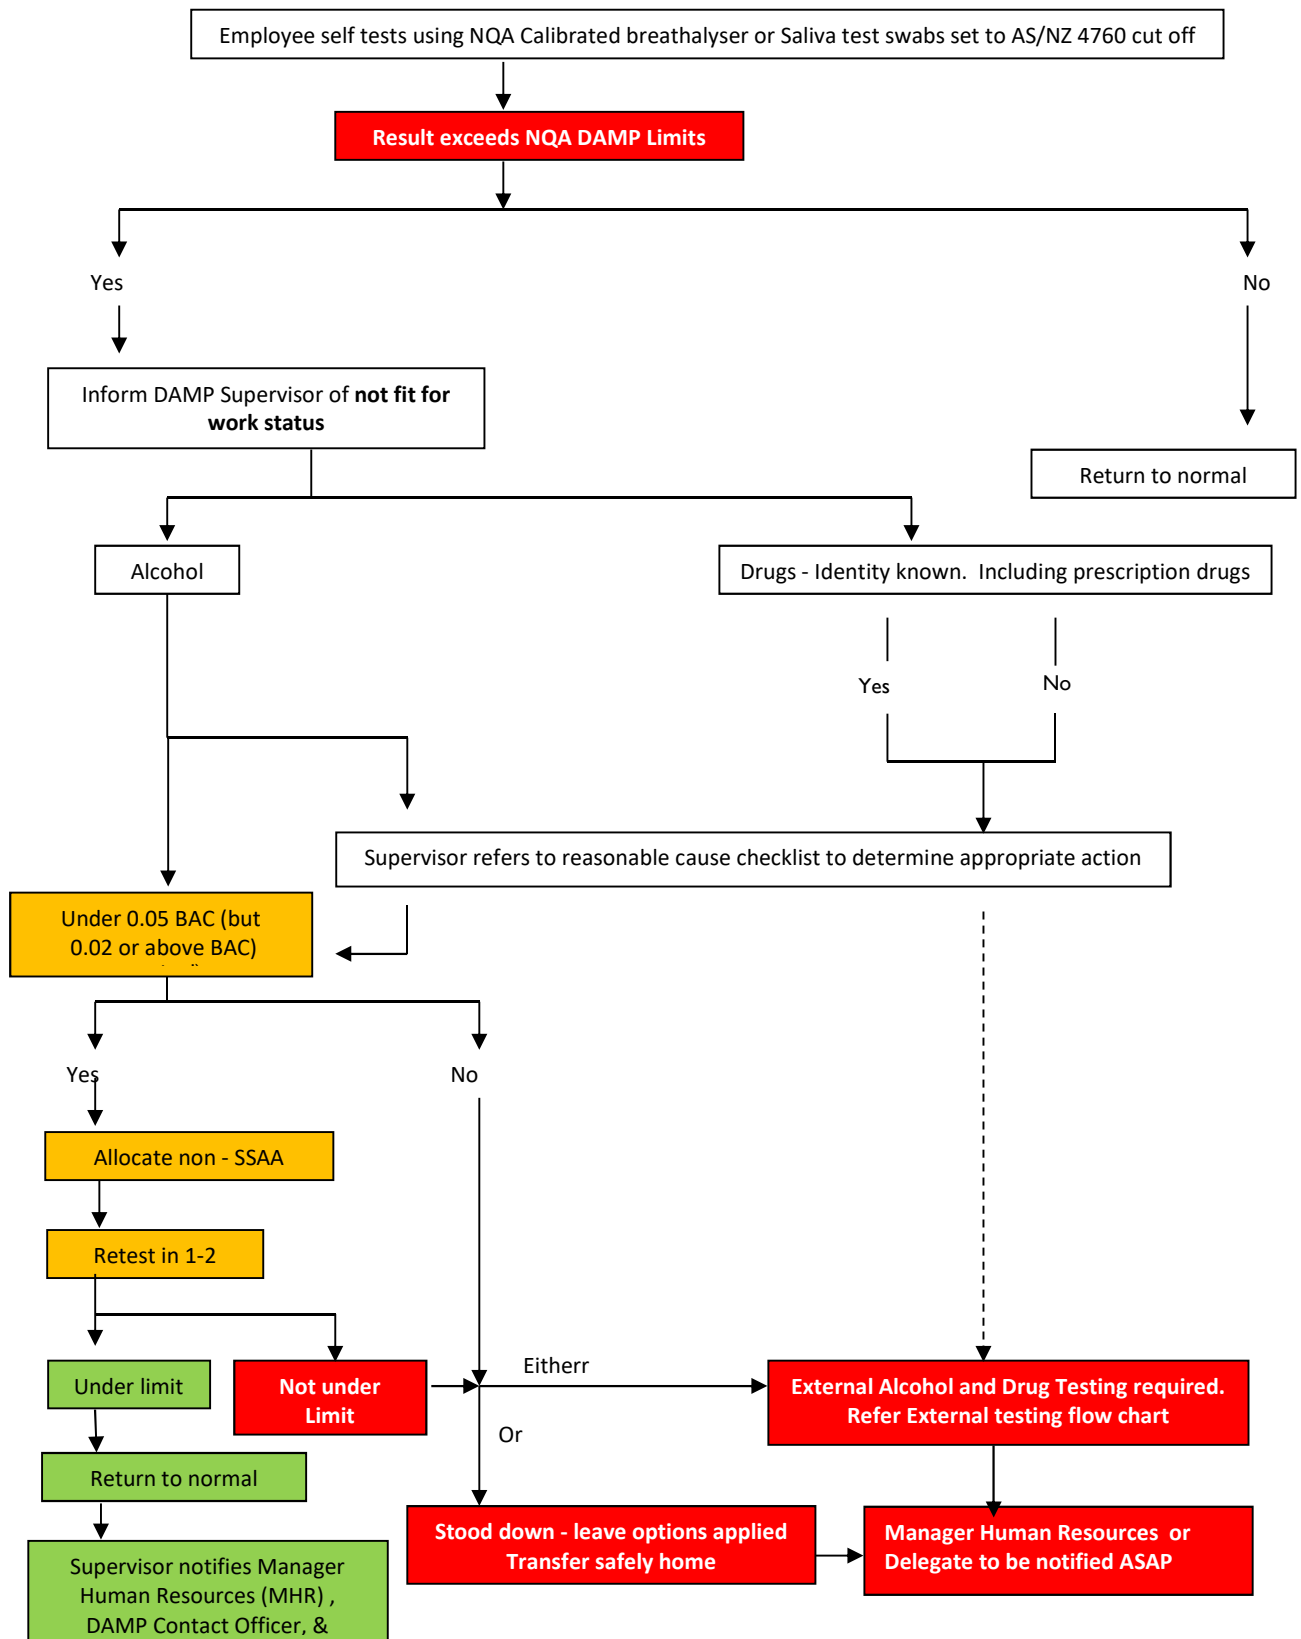 Employee self tests using NQA Calibrated breathalyser or Saliva test swabs set to AS/NZ 4760 cut off
Result exceeds NQA DAMP Limits
Yes
No
Inform DAMP Supervisor of not fit for
work status
Return to normal
Alcohol
Drugs - Identity known.  Including prescription drugs
Yes
No
Supervisor refers to reasonable cause checklist to determine appropriate action
Under 0.05 BAC (but
0.02 or above BAC)
Yes
No
Allocate non - SSAA
Retest in 1-2
Under limit
Not under
Limit
Eitherr
External Alcohol and Drug Testing required.
Refer External testing flow chart
Or
Return to normal
Stood down - leave options applied
Transfer safely home
Manager Human Resources  or
Delegate to be notified ASAP
Supervisor notifies Manager
Human Resources (MHR) ,
DAMP Contact Officer, &